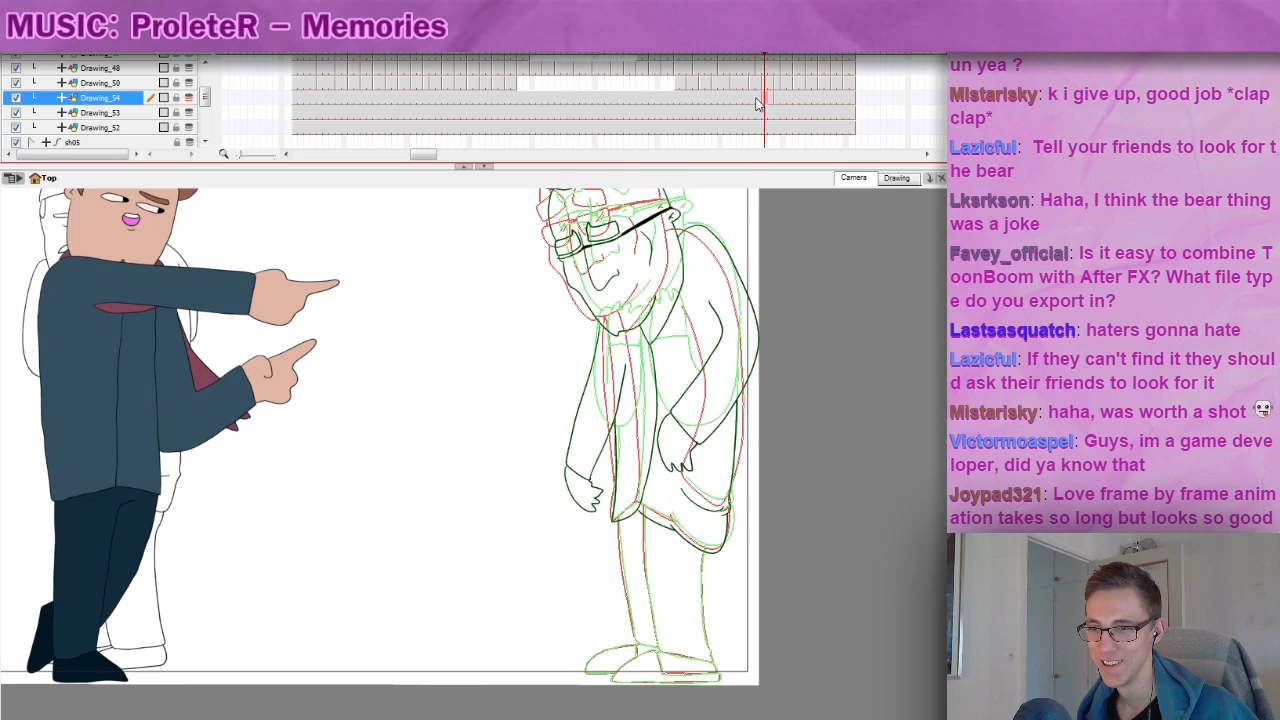 MUSIC: ProleteR – Memories
Drawing_48
Drawing_50
Drawing_54
Drawing_53
Drawing_52
sh05
Top
Camera
Drawing
un yea ?
Mistarisky: k i give up, good job *clap
clap*
Lazicful: Tell your friends to look for t
he bear
Lksrkson: Haha, I think the bear thing
was a joke
Favey_official: Is it easy to combine T
oonBoom with After FX? What file typ
e do you export in?
Lastsasquatch: haters gonna hate
Lazicful: If they can't find it they shoul
d ask their friends to look for it
Mistarisky: haha, was worth a shot
Victormoaspel: Guys, im a game deve
loper, did ya know that
Joypad321: Love frame by frame anim
ation takes so long but looks so good